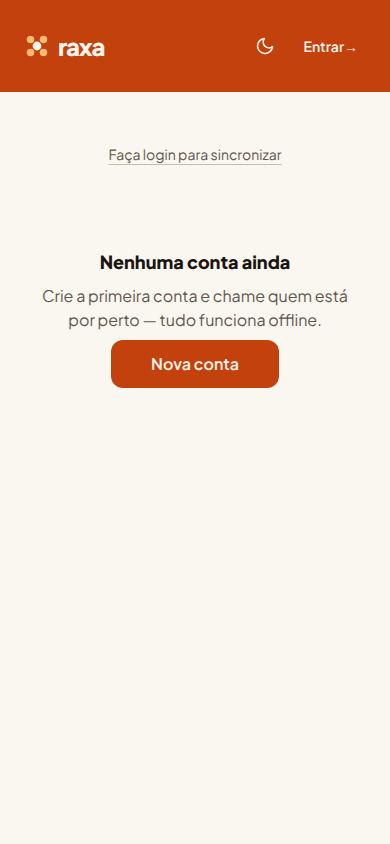 raxa
Entrar→
Faça login para sincronizar
Nenhuma conta ainda
Crie a primeira conta e chame quem está
por perto — tudo funciona offline.
Nova conta